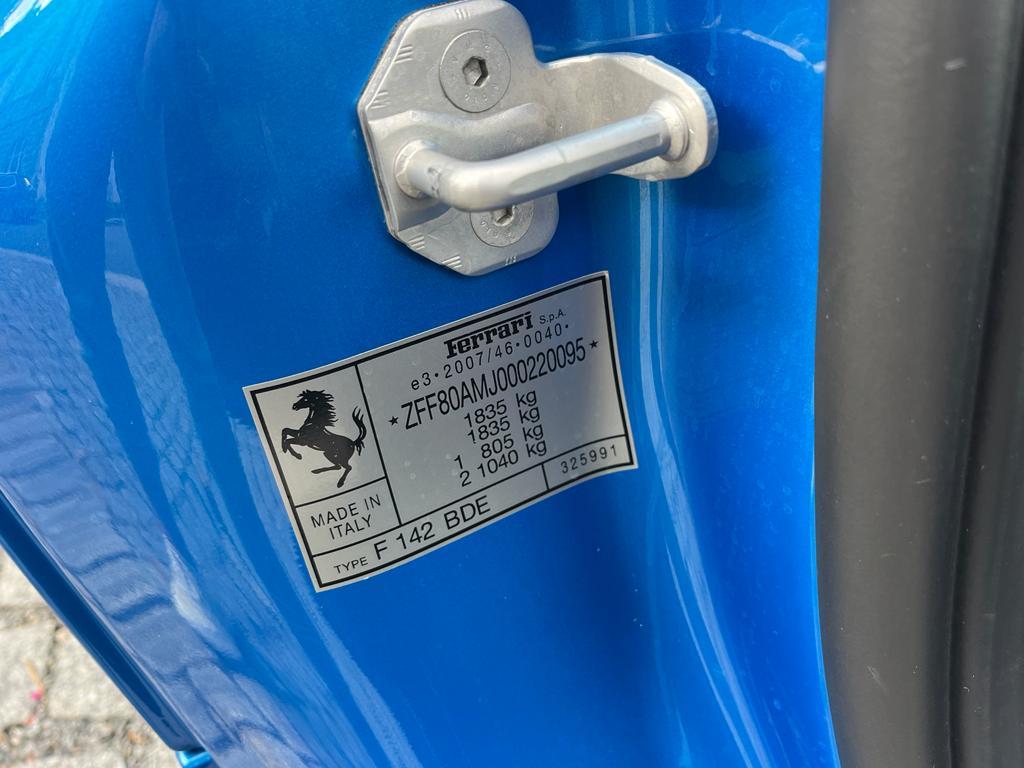 Ferrari S.p.A.
e3*2007/46*0040*
*ZFF80AMJ000220095*
1835 kg
1835 kg
1 805 kg
2 1040 kg
MADE IN
ITALY
TYPE F 142 BDE
325991